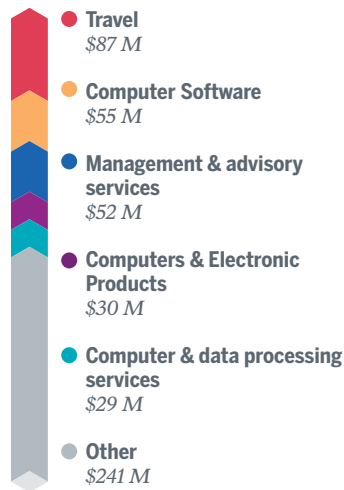 Travel
$87 M
Computer Software
$55 M
Management & advisory
services
$52 M
Computers & Electronic
Products
$30 M
Computer & data processing
services
$29 M
Other
$241 M